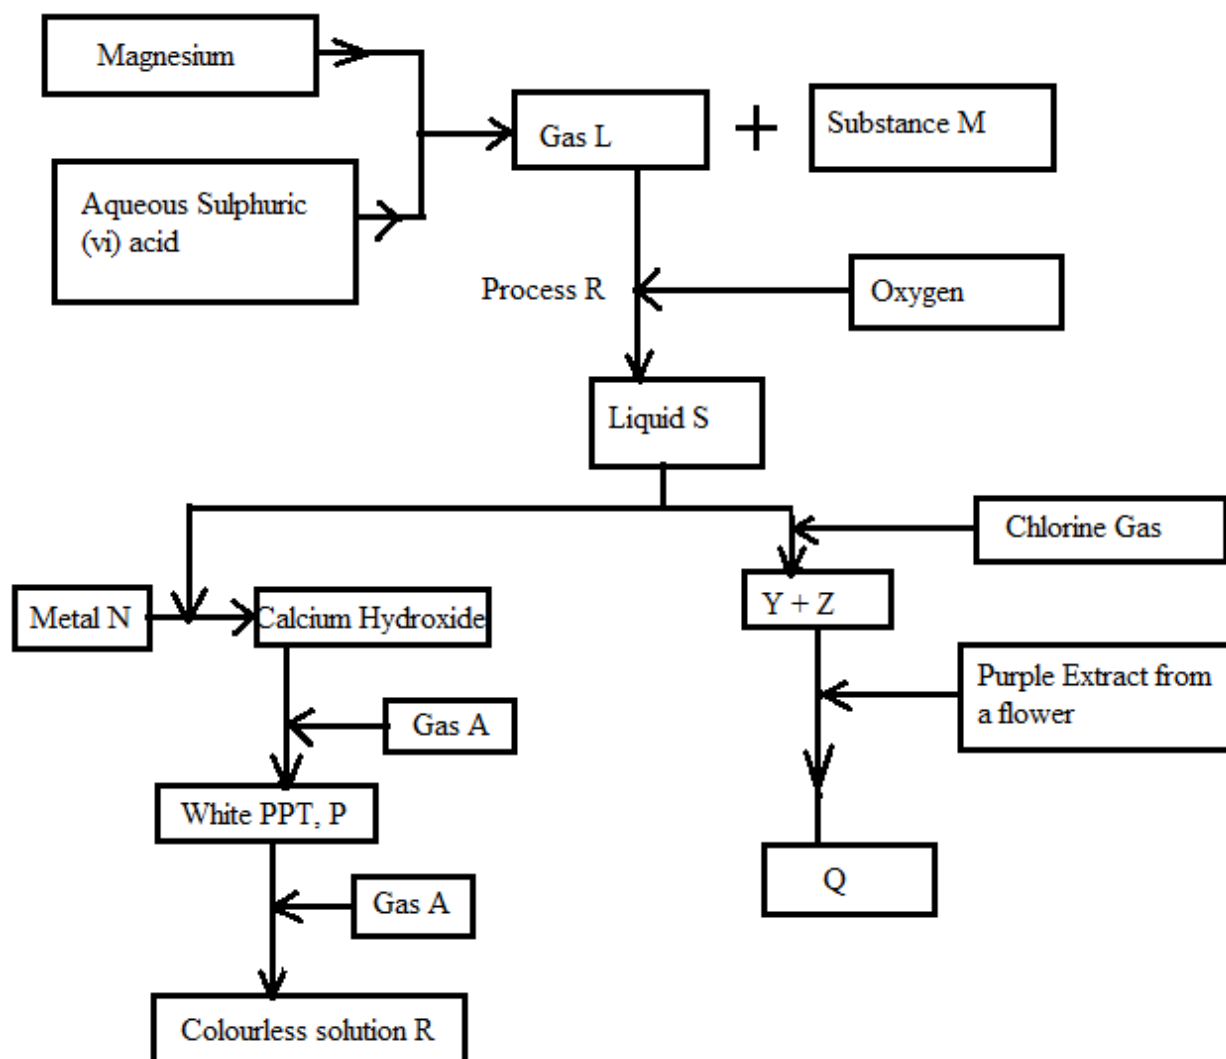 Magnesium
Gas L
+
Substance M
Aqueous Sulphuric
(vi) acid
Process R
Oxygen
Liquid S
Chlorine Gas
Metal N
Calcium Hydroxide
Y + Z
Purple Extract from
a flower
Gas A
White PPT, P
Q
Gas A
Colourless solution R